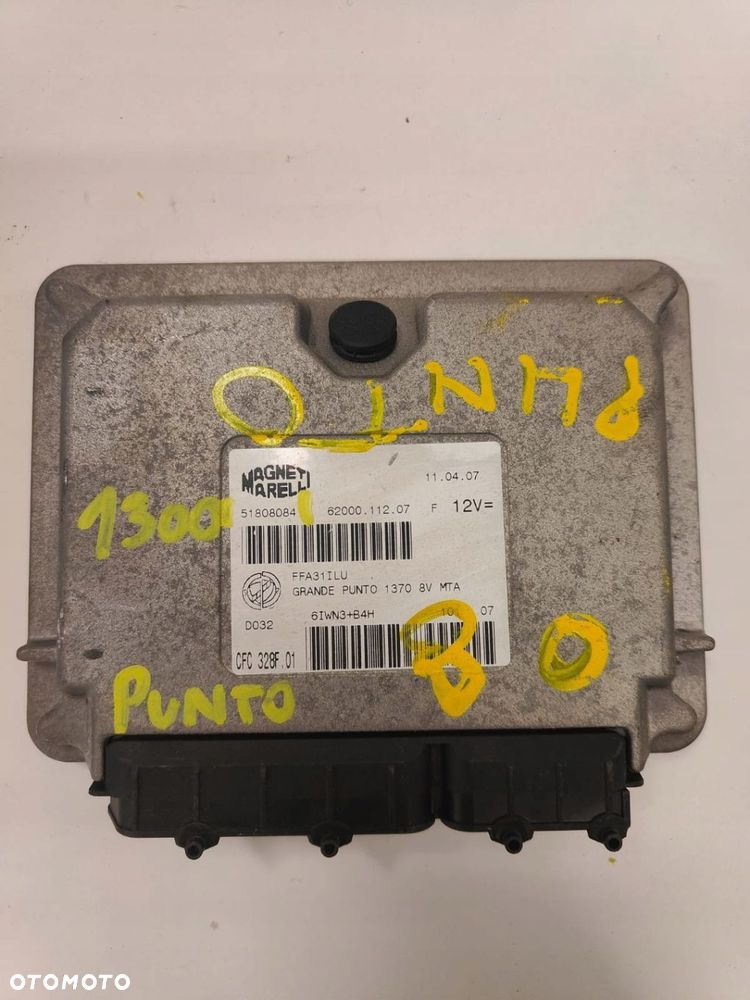 PUNTO
MAGNETI
MARELLI
11.04.07
51808084 62000.112.07 F 12V=
1300
FFA31ILU
GRANDE PUNTO 1370 8V MTA
D032 6IWN3+B4H 07
CFC 328F.01
80
PUNTO
OTOMOTO